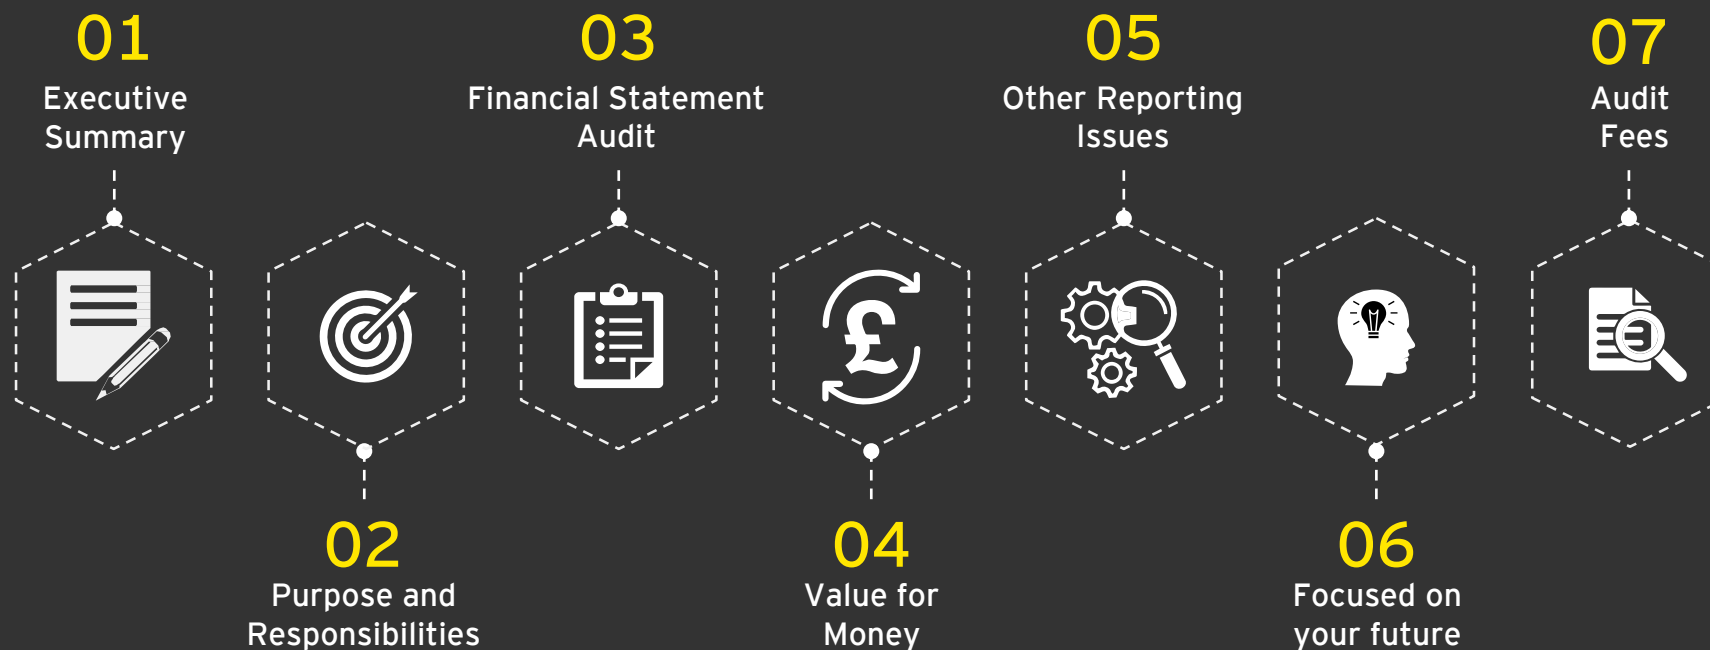 01
Executive
Summary
02
Purpose and
Responsibilities
03
Financial Statement
Audit
04
Value for
Money
05
Other Reporting
Issues
06
Focused on
your future
07
Audit
Fees
£